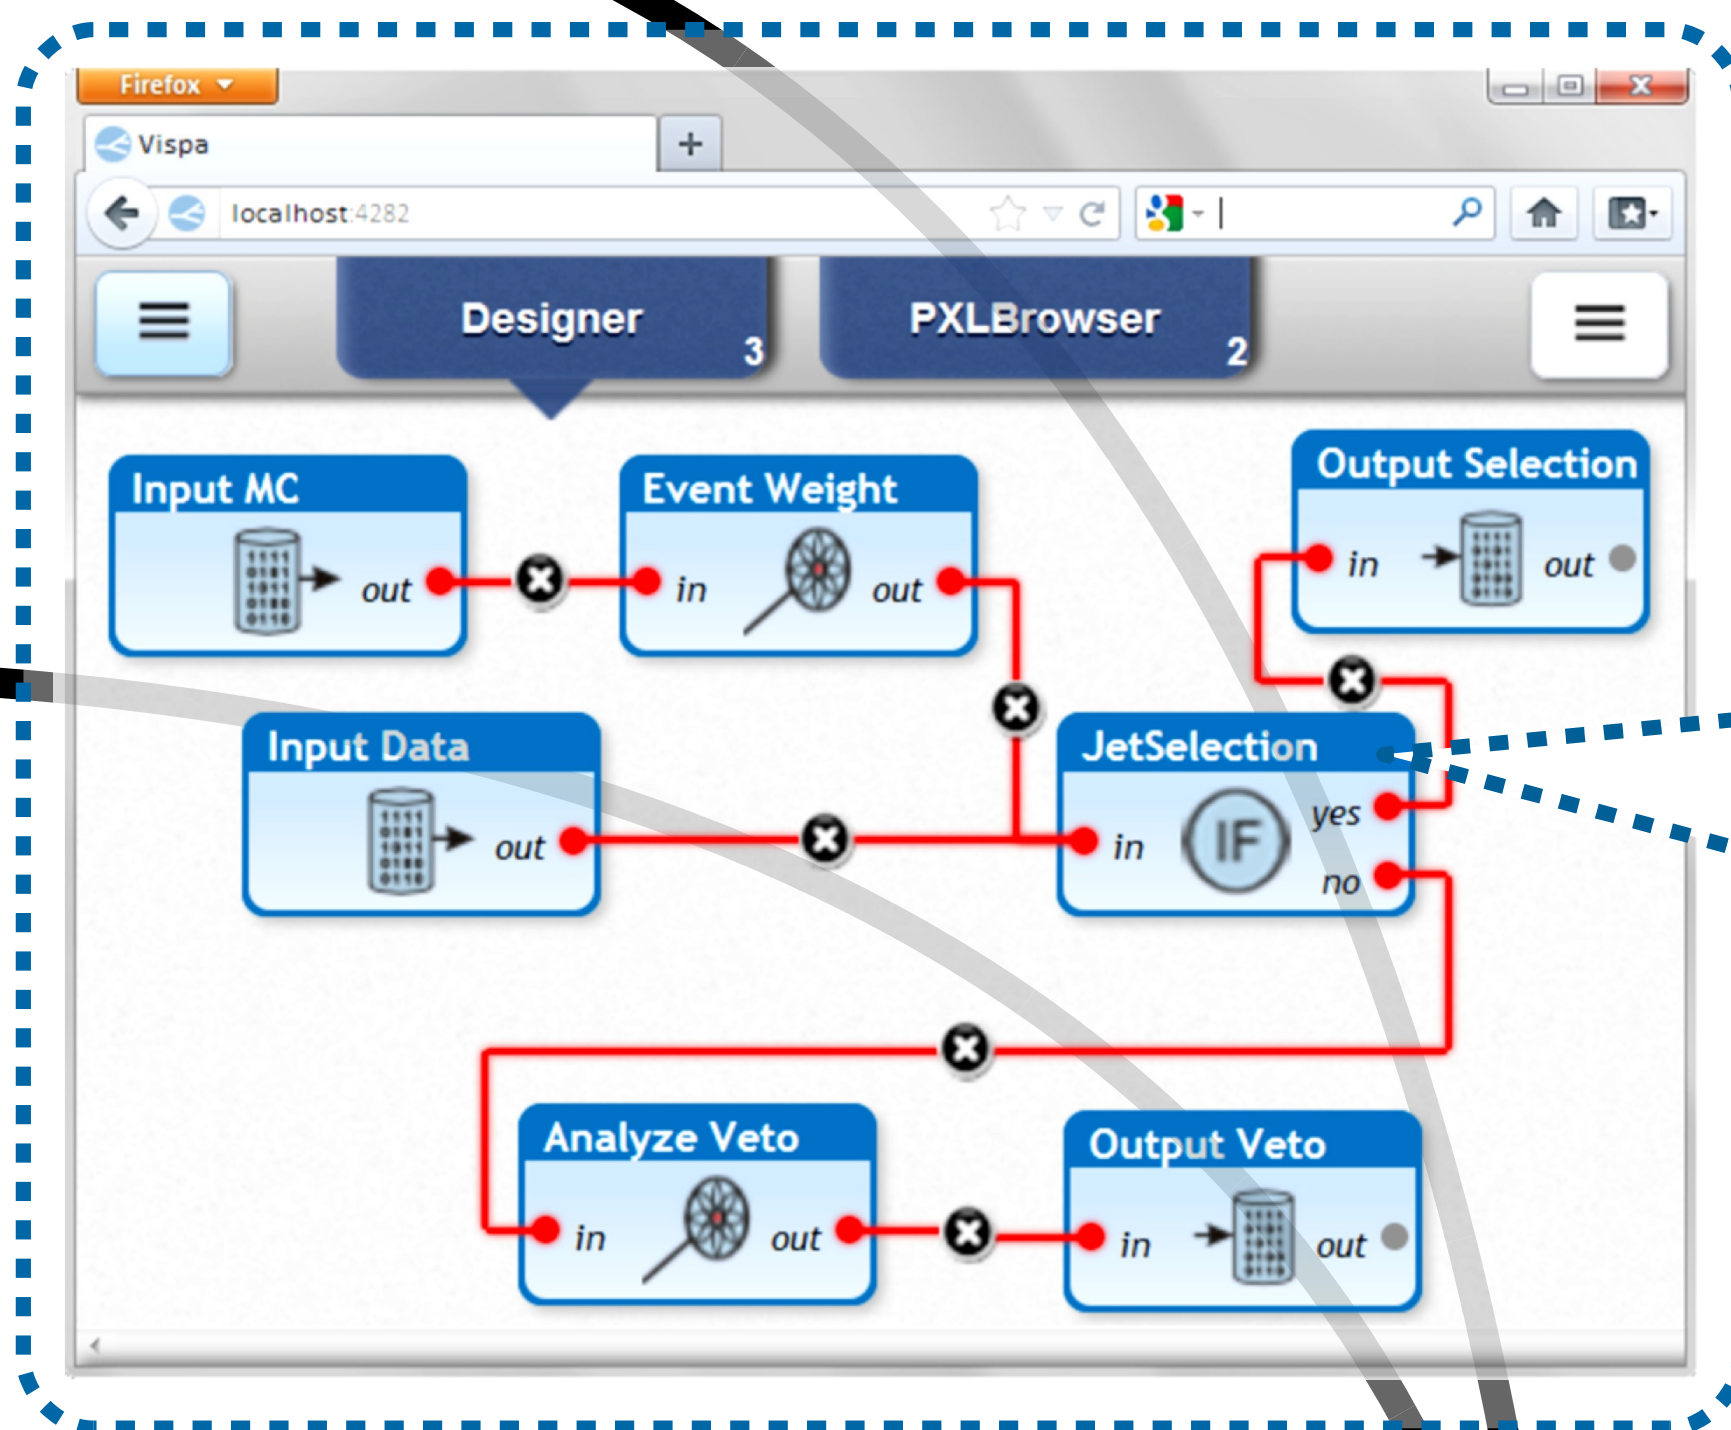 Firefox
Vispa
localhost:4282
Designer
3
PXLBrowser
2
Input MC
out
Event Weight
in
out
Output Selection
in
out
Input Data
out
JetSelection
in
IF
yes
no
Analyze Veto
in
out
Output Veto
in
out